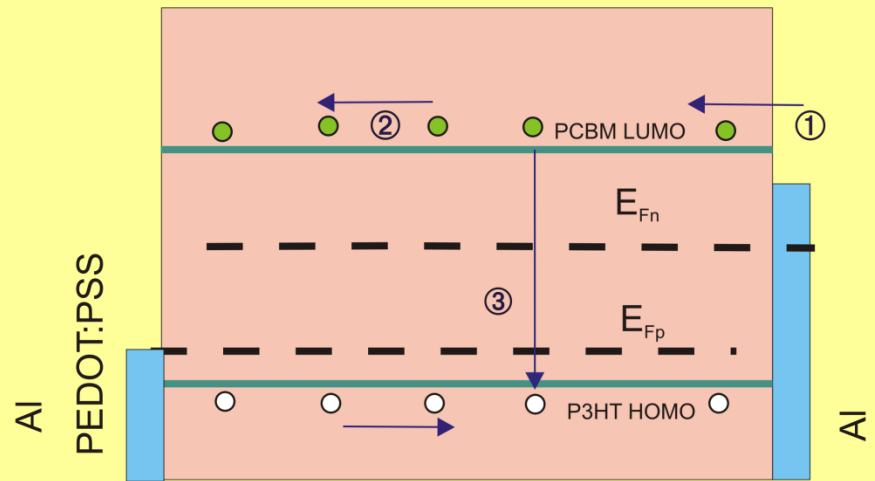 ②
PCBM LUMO
①
E_Fn
③
E_Fp
P3HT HOMO
Al
PEDOT:PSS
Al